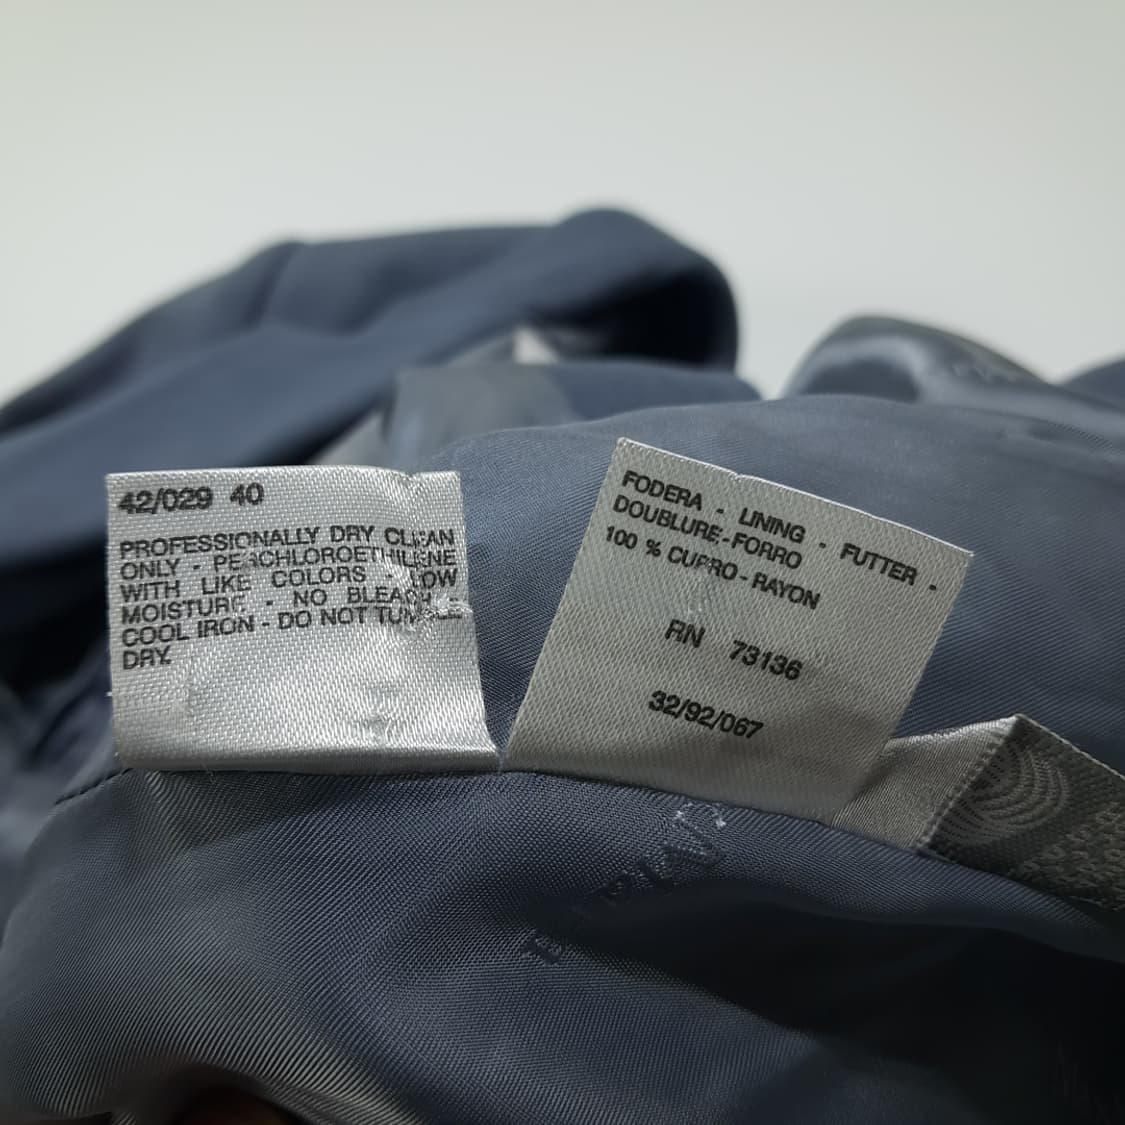 42/029 40
PROFESSIONALLY DRY CLEAN
ONLY - PERCHLOROETHILENE
WITH LIKE COLORS - LOW
MOISTURE - NO BLEACH -
COOL IRON - DO NOT TUMBLE
DRY.
FODERA - LINING - FUTTER -
DOUBLURE - FORRO
100 % CUPRO - RAYON
RN 73136
32/92/067